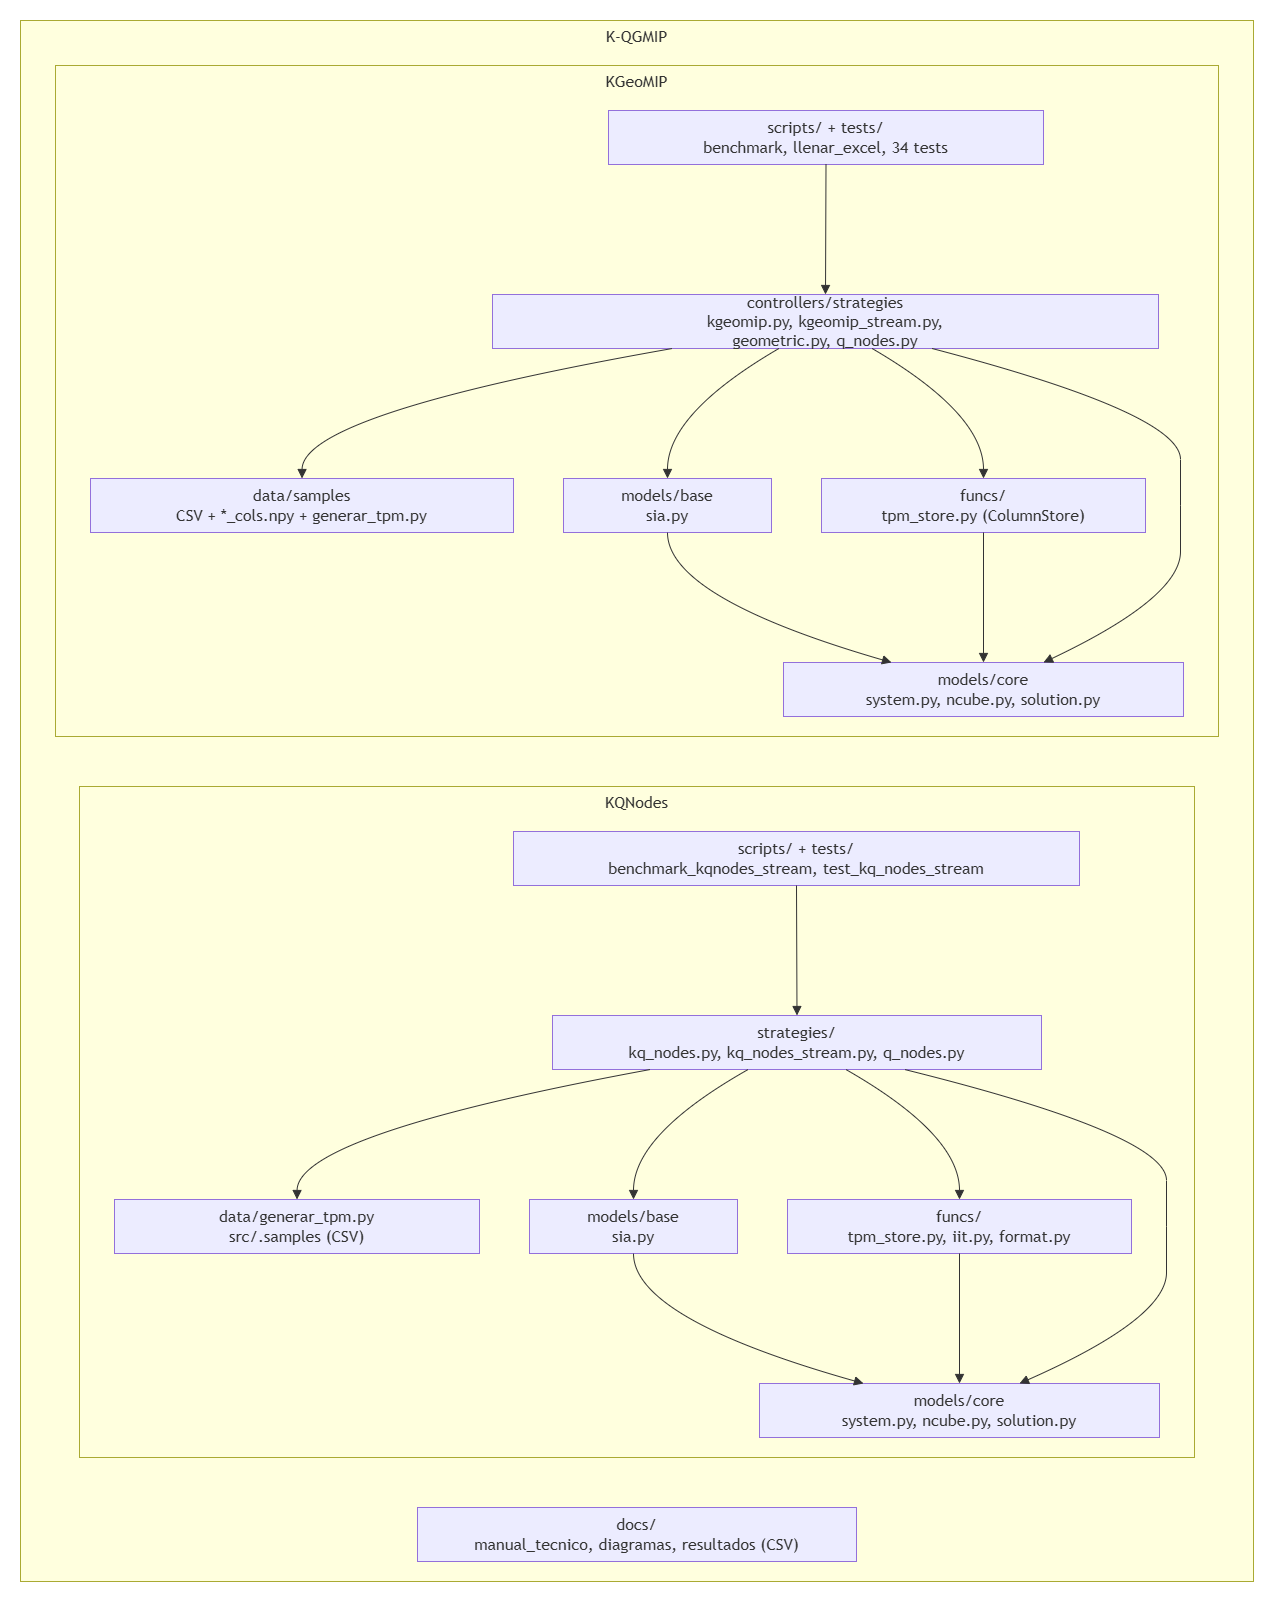 K-QGMIP
KGeoMIP
scripts/ + tests/
benchmark, llenar_excel, 34 tests
controllers/strategies
kgeomip.py, kgeomip_stream.py,
geometric.py, q_nodes.py
data/samples
CSV + *_cols.npy + generar_tpm.py
models/base
sia.py
funcs/
tpm_store.py (ColumnStore)
models/core
system.py, ncube.py, solution.py
KQNodes
scripts/ + tests/
benchmark_kqnodes_stream, test_kq_nodes_stream
strategies/
kq_nodes.py, kq_nodes_stream.py, q_nodes.py
data/generar_tpm.py
src/.samples (CSV)
models/base
sia.py
funcs/
tpm_store.py, iit.py, format.py
models/core
system.py, ncube.py, solution.py
docs/
manual_tecnico, diagramas, resultados (CSV)